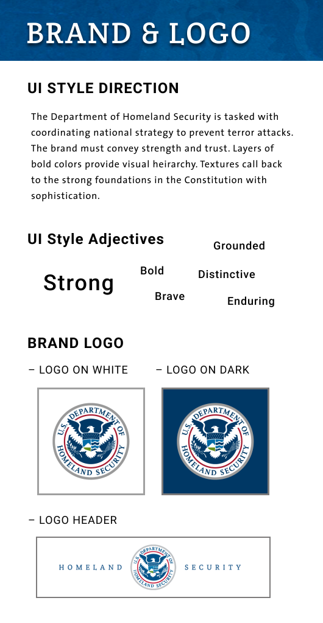 BRAND & LOGO
UI STYLE DIRECTION
The Department of Homeland Security is tasked with
coordinating national strategy to prevent terror attacks.
The brand must convey strength and trust. Layers of
bold colors provide visual heirarchy. Textures call back
to the strong foundations in the Constitution with
sophistication.
UI Style Adjectives
Grounded
Strong
Bold
Distinctive
Brave
Enduring
BRAND LOGO
– LOGO ON WHITE
– LOGO ON DARK
U.S. DEPARTMENT OF
HOMELAND SECURITY
U.S. DEPARTMENT OF
HOMELAND SECURITY
– LOGO HEADER
HOMELAND
U.S. DEPARTMENT OF
HOMELAND SECURITY
SECURITY